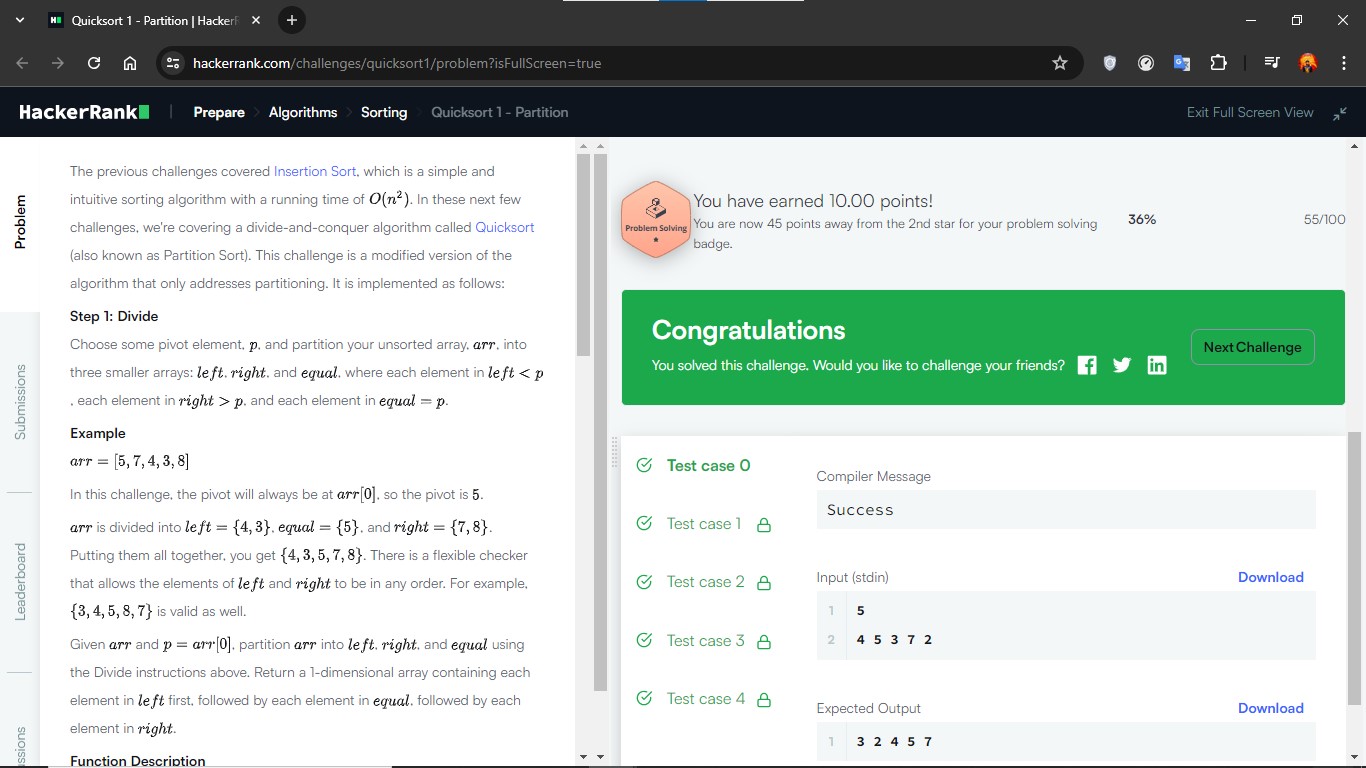 Quicksort 1 - Partition | HackerR
hackerrank.com/challenges/quicksort1/problem?isFullScreen=true
HackerRank
Prepare
Algorithms
Sorting
Quicksort 1 - Partition
Exit Full Screen View
Problem
Submissions
Leaderboard
The previous challenges covered Insertion Sort, which is a simple and
intuitive sorting algorithm with a running time of O(n²). In these next few
challenges, we're covering a divide-and-conquer algorithm called Quicksort
(also known as Partition Sort). This challenge is a modified version of the
algorithm that only addresses partitioning. It is implemented as follows:
Step 1: Divide
Choose some pivot element, p, and partition your unsorted array, arr, into
three smaller arrays: left, right, and equal, where each element in left < p
, each element in right > p, and each element in equal = p.
Example
arr = [5, 7, 4, 3, 8]
In this challenge, the pivot will always be at arr[0], so the pivot is 5.
arr is divided into left = {4, 3}, equal = {5}, and right = {7, 8}.
Putting them all together, you get {4, 3, 5, 7, 8}. There is a flexible checker
that allows the elements of left and right to be in any order. For example,
{3, 4, 5, 8, 7} is valid as well.
Given arr and p = arr[0], partition arr into left, right, and equal using
the Divide instructions above. Return a 1-dimensional array containing each
element in left first, followed by each element in equal, followed by each
element in right.
Function Description
Problem Solving
You have earned 10.00 points!
You are now 45 points away from the 2nd star for your problem solving
badge.
36%
55/100
Congratulations
You solved this challenge. Would you like to challenge your friends?
Next Challenge
Test case 0
Test case 1
Test case 2
Test case 3
Test case 4
Compiler Message
Success
Input (stdin)
Download
1 5
2 4 5 3 7 2
Expected Output
Download
1 3 2 4 5 7